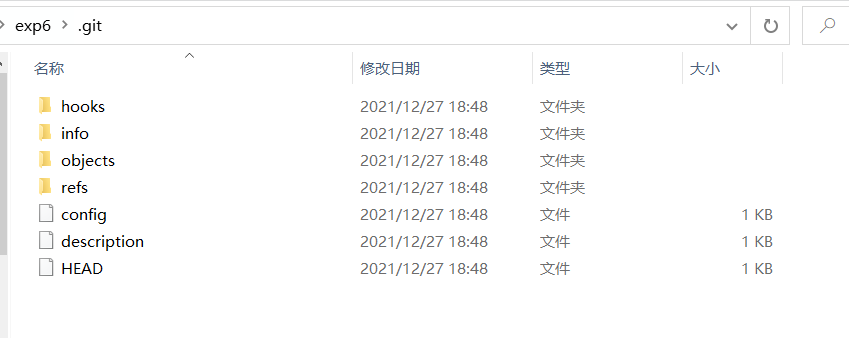 exp6 .git
名称 修改日期 类型 大小
hooks 2021/12/27 18:48 文件夹
info 2021/12/27 18:48 文件夹
objects 2021/12/27 18:48 文件夹
refs 2021/12/27 18:48 文件夹
config 2021/12/27 18:48 文件 1 KB
description 2021/12/27 18:48 文件 1 KB
HEAD 2021/12/27 18:48 文件 1 KB